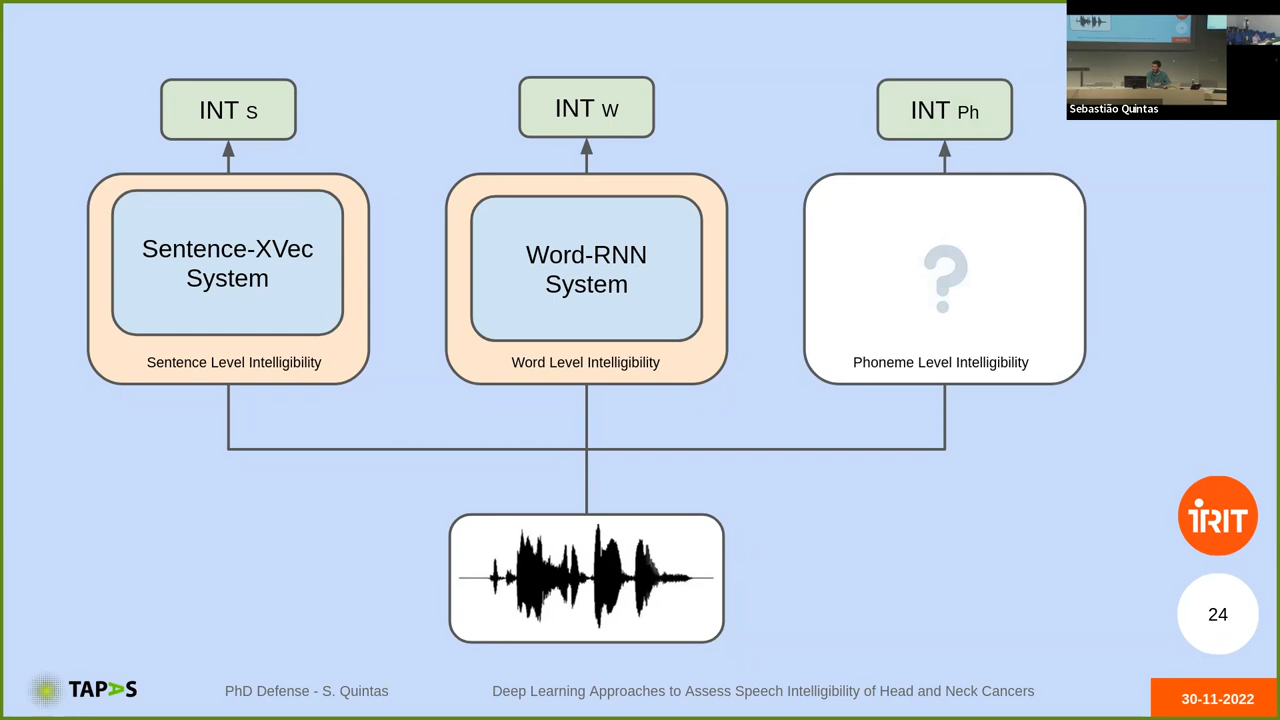 INT S
INT W
INT Ph
Sebastião Quintas
Sentence-XVec
System
Sentence Level Intelligibility
Word-RNN
System
Word Level Intelligibility
?
Phoneme Level Intelligibility
iRIT
24
TAPAS
PhD Defense - S. Quintas
Deep Learning Approaches to Assess Speech Intelligibility of Head and Neck Cancers
30-11-2022